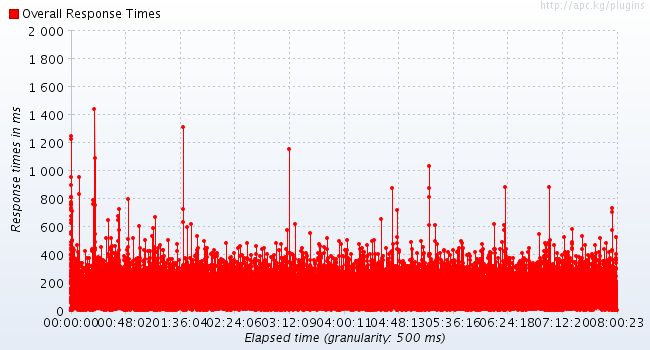 http://apc.kg/plugins
Overall Response Times
2 000
1 800
1 600
1 400
1 200
1 000
800
600
400
200
0
Response times in ms
00:00:00 00:48:02 01:36:04 02:24:06 03:12:09 04:00:11 04:48:13 05:36:16 06:24:18 07:12:20 08:00:23
Elapsed time (granularity: 500 ms)